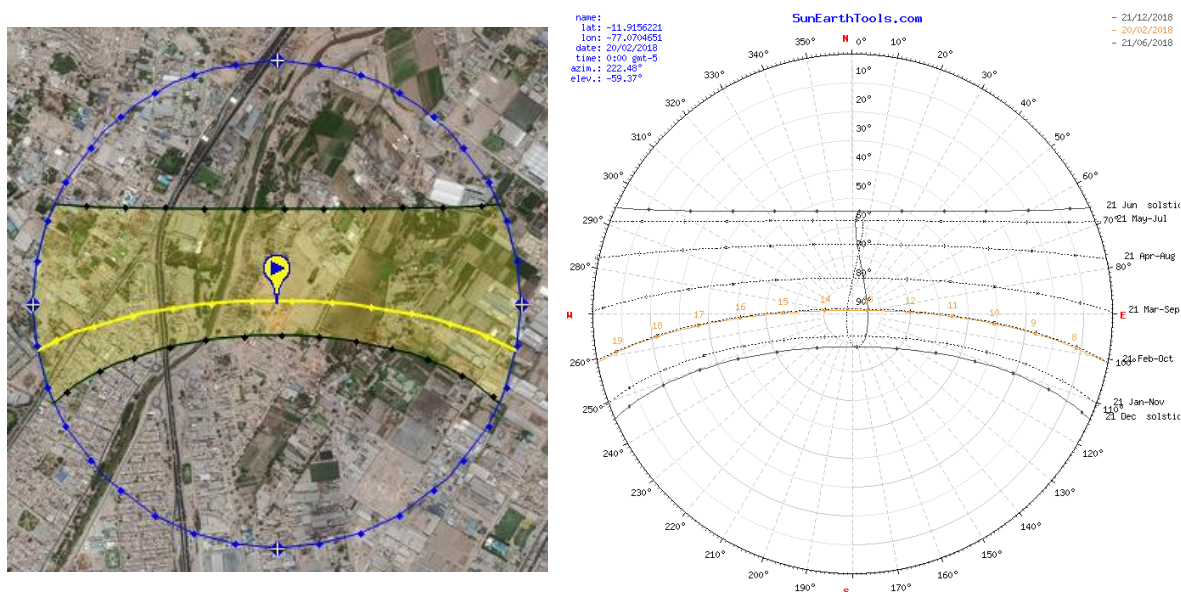 name:
lat: -11.9156221
lon: -77.0704651
date: 20/02/2018
time: 0:00 gmt-5
azim.: 222.48°
elev.: -59.37°
SunEarthTools.com
- 21/12/2018
- 20/02/2018
- 21/06/2018
N
350° 0° 10°
340° 20°
330° 30°
320° 40°
310° 50°
300° 60°
290° 70°
280° 80°
W E
260° 100°
250° 110°
240° 120°
230° 130°
220° 140°
210° 150°
200° 160°
190° 170°
S
10°
20°
30°
40°
50°
60°
70°
80°
90°
21 Jun solstic
21 May-Jul
21 Apr-Aug
21 Mar-Sep
21 Feb-Oct
21 Jan-Nov
21 Dec solstic
19 18 17 16 15 14 12 11 10 9 8